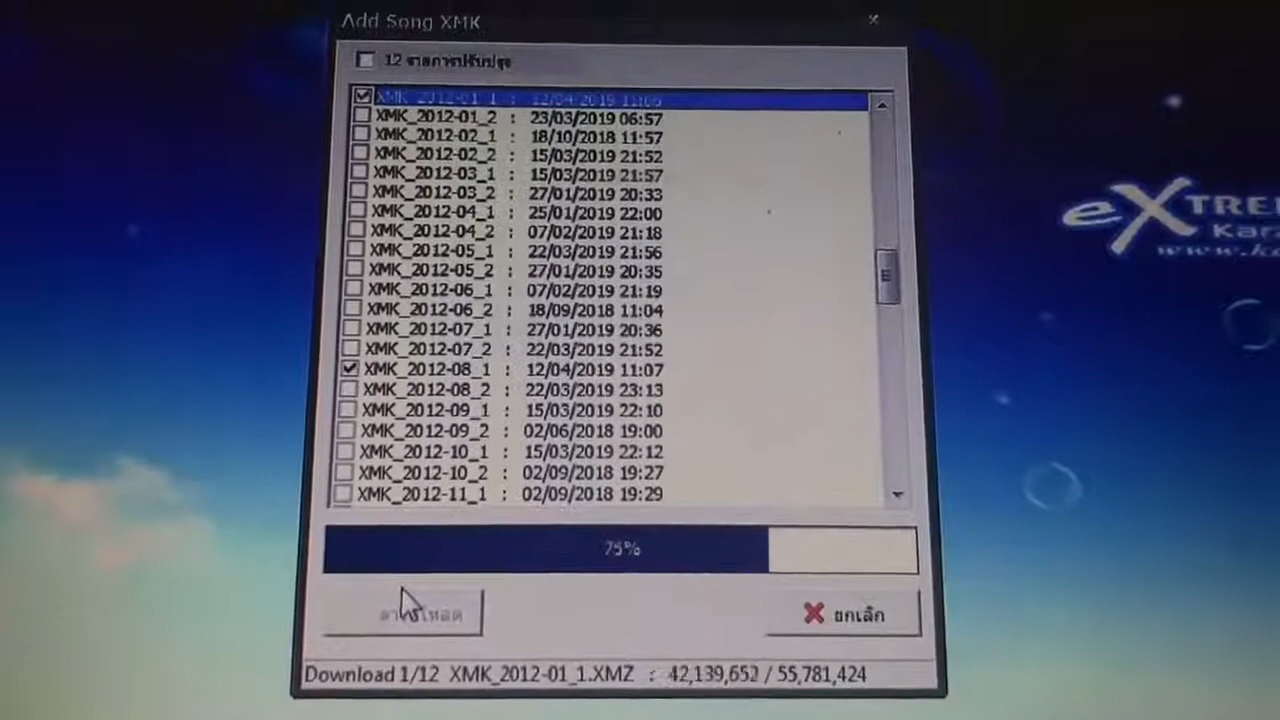 Add Song XMK
12 รายการปรับปรุง
XMK_2012-01_1 : 12/04/2019 11:06
XMK_2012-01_2 : 23/03/2019 06:57
XMK_2012-02_1 : 18/10/2018 11:57
XMK_2012-02_2 : 15/03/2019 21:52
XMK_2012-03_1 : 15/03/2019 21:57
XMK_2012-03_2 : 27/01/2019 20:33
XMK_2012-04_1 : 25/01/2019 22:00
XMK_2012-04_2 : 07/02/2019 21:18
XMK_2012-05_1 : 22/03/2019 21:56
XMK_2012-05_2 : 27/01/2019 20:35
XMK_2012-06_1 : 07/02/2019 21:19
XMK_2012-06_2 : 18/09/2018 11:04
XMK_2012-07_1 : 27/01/2019 20:36
XMK_2012-07_2 : 22/03/2019 21:52
XMK_2012-08_1 : 12/04/2019 11:07
XMK_2012-08_2 : 22/03/2019 23:13
XMK_2012-09_1 : 15/03/2019 22:10
XMK_2012-09_2 : 02/06/2018 19:00
XMK_2012-10_1 : 15/03/2019 22:12
XMK_2012-10_2 : 02/09/2018 19:27
XMK_2012-11_1 : 02/09/2018 19:29
75%
ยกเลิก
Download 1/12 XMK_2012-01_1.XMZ : 42,139,652 / 55,781,424
eXTRE
Kara